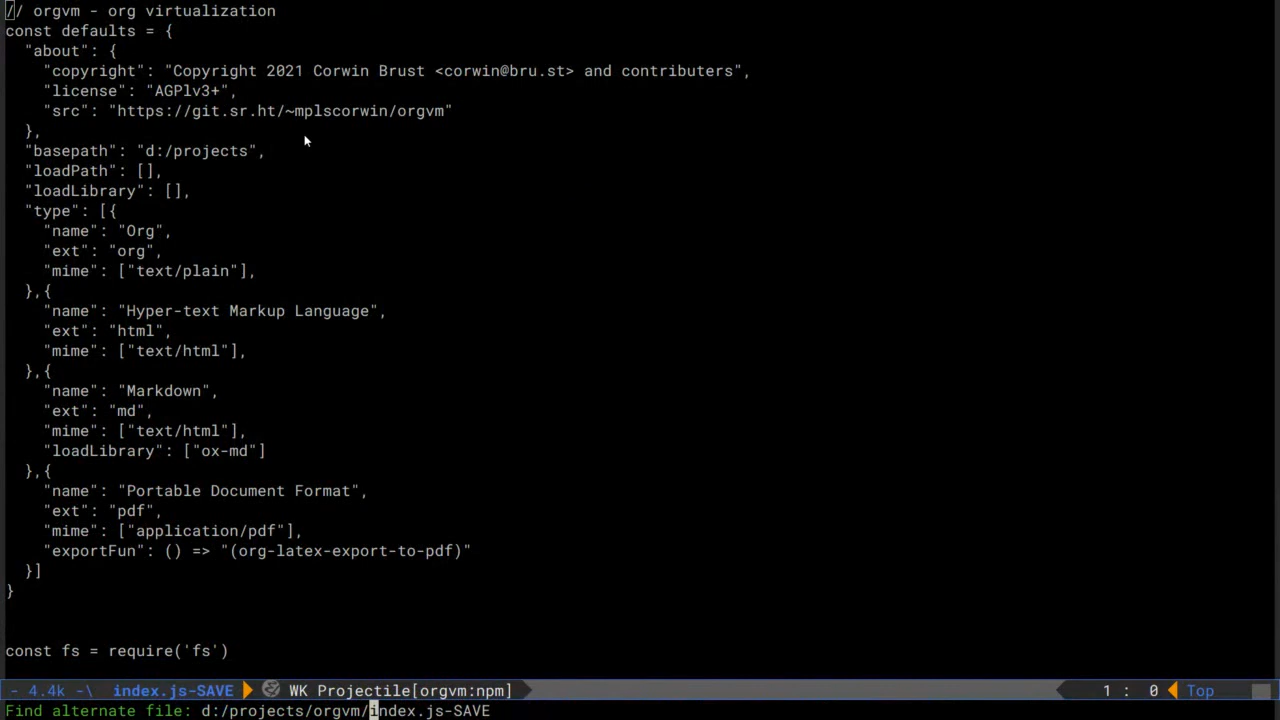 // orgvm - org virtualization
const defaults = {
  "about": {
    "copyright": "Copyright 2021 Corwin Brust <corwin@bru.st> and contributers",
    "license": "AGPlv3+",
    "src": "https://git.sr.ht/~mplscorwin/orgvm"
  },
  "basepath": "d:/projects",
  "loadPath": [],
  "loadLibrary": [],
  "type": [{
    "name": "Org",
    "ext": "org",
    "mime": ["text/plain"],
  },{
    "name": "Hyper-text Markup Language",
    "ext": "html",
    "mime": ["text/html"],
  },{
    "name": "Markdown",
    "ext": "md",
    "mime": ["text/html"],
    "loadLibrary": ["ox-md"]
  },{
    "name": "Portable Document Format",
    "ext": "pdf",
    "mime": ["application/pdf"],
    "exportFun": () => "(org-latex-export-to-pdf)"
  }]
}
const fs = require('fs')
- 4.4k -\ index.js-SAVE WK Projectile[orgvm:npm] 1 : 0 Top
Find alternate file: d:/projects/orgvm/index.js-SAVE